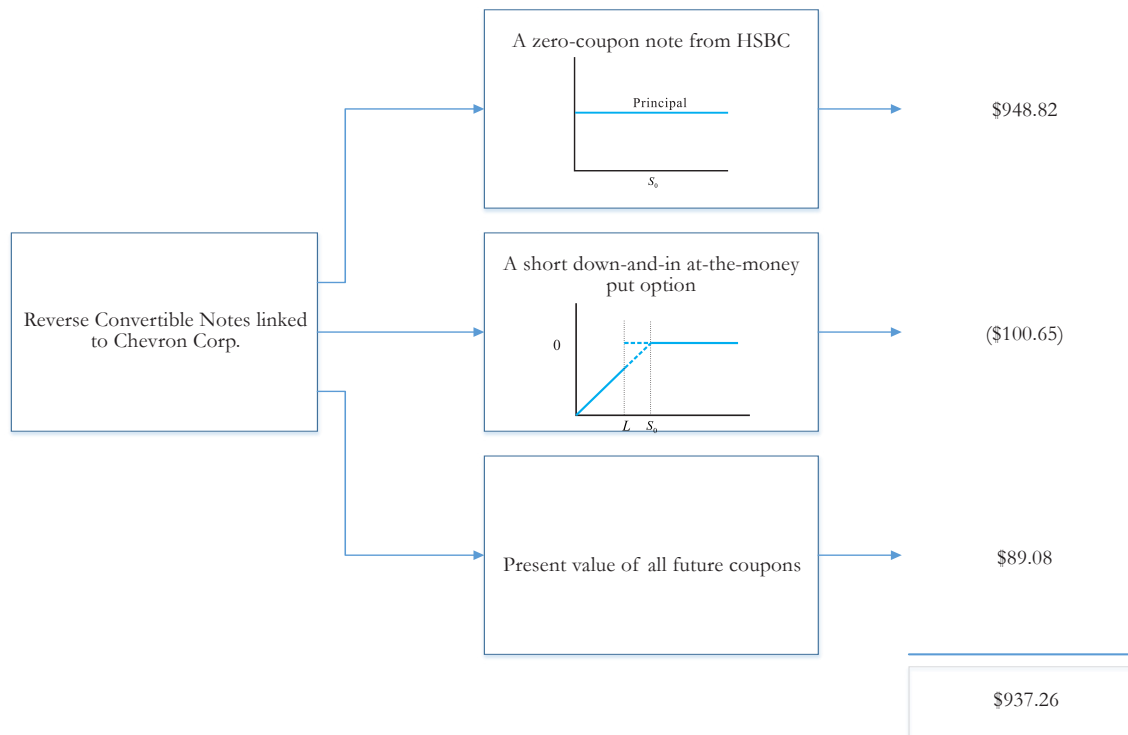 A zero-coupon note from HSBC
Principal
S₀
$948.82
Reverse Convertible Notes linked
to Chevron Corp.
A short down-and-in at-the-money
put option
0
L S₀
($100.65)
Present value of all future coupons
$89.08
$937.26